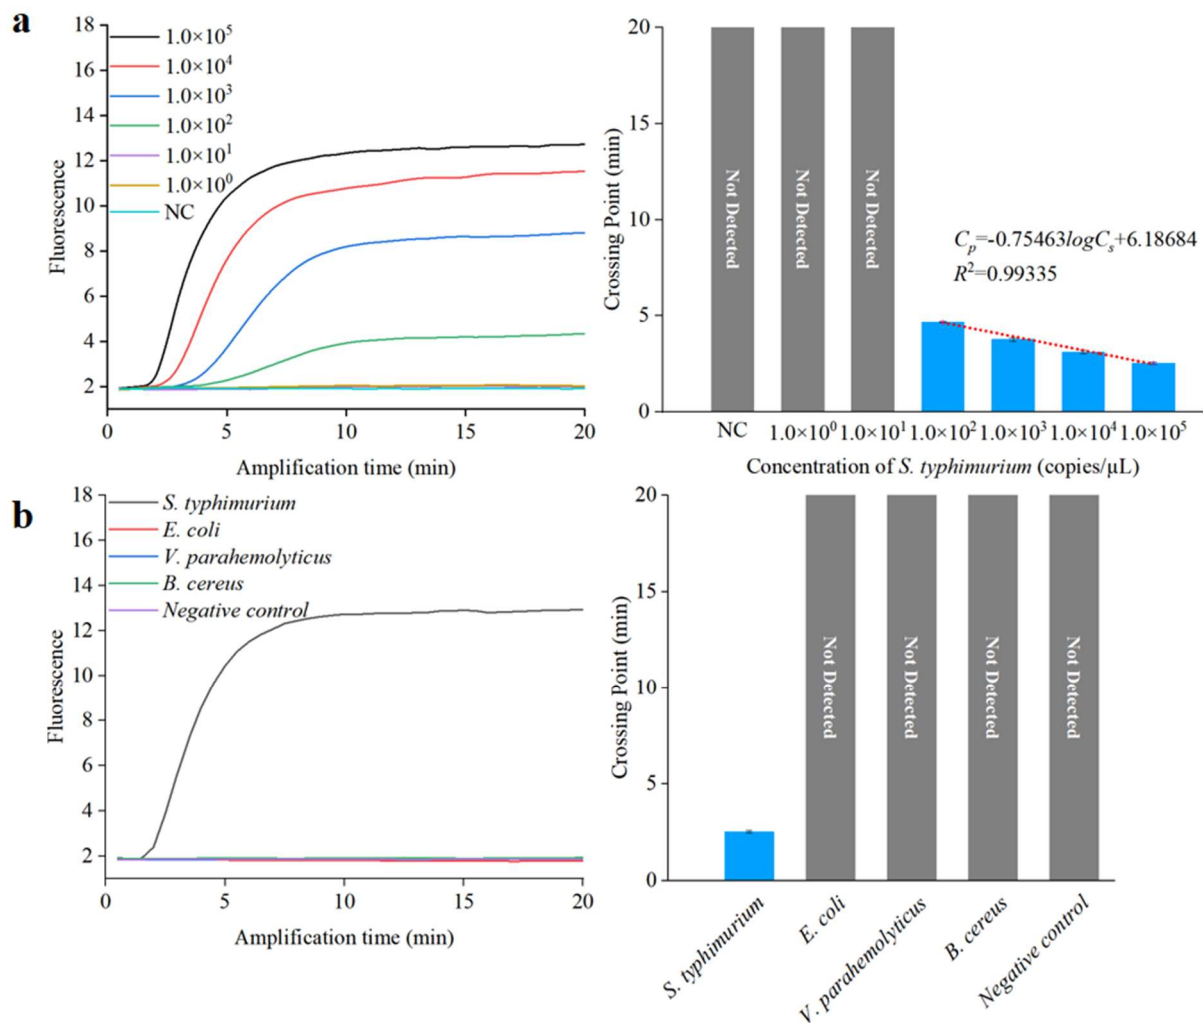 a
18
16
14
12
10
8
6
4
2
0
5
10
15
20
Fluorescence
Amplification time (min)
1.0×10⁵
1.0×10⁴
1.0×10³
1.0×10²
1.0×10¹
1.0×10⁰
NC
20
15
10
5
0
Crossing Point (min)
Not Detected
Not Detected
Not Detected
Cₚ=-0.75463logCₛ+6.18684
R²=0.99335
NC
1.0×10⁰
1.0×10¹
1.0×10²
1.0×10³
1.0×10⁴
1.0×10⁵
Concentration of S. typhimurium (copies/μL)
b
18
16
14
12
10
8
6
4
2
0
5
10
15
20
Fluorescence
Amplification time (min)
S. typhimurium
E. coli
V. parahemolyticus
B. cereus
Negative control
20
15
10
5
0
Crossing Point (min)
Not Detected
Not Detected
Not Detected
Not Detected
S. typhimurium
E. coli
V. parahemolyticus
B. cereus
Negative control